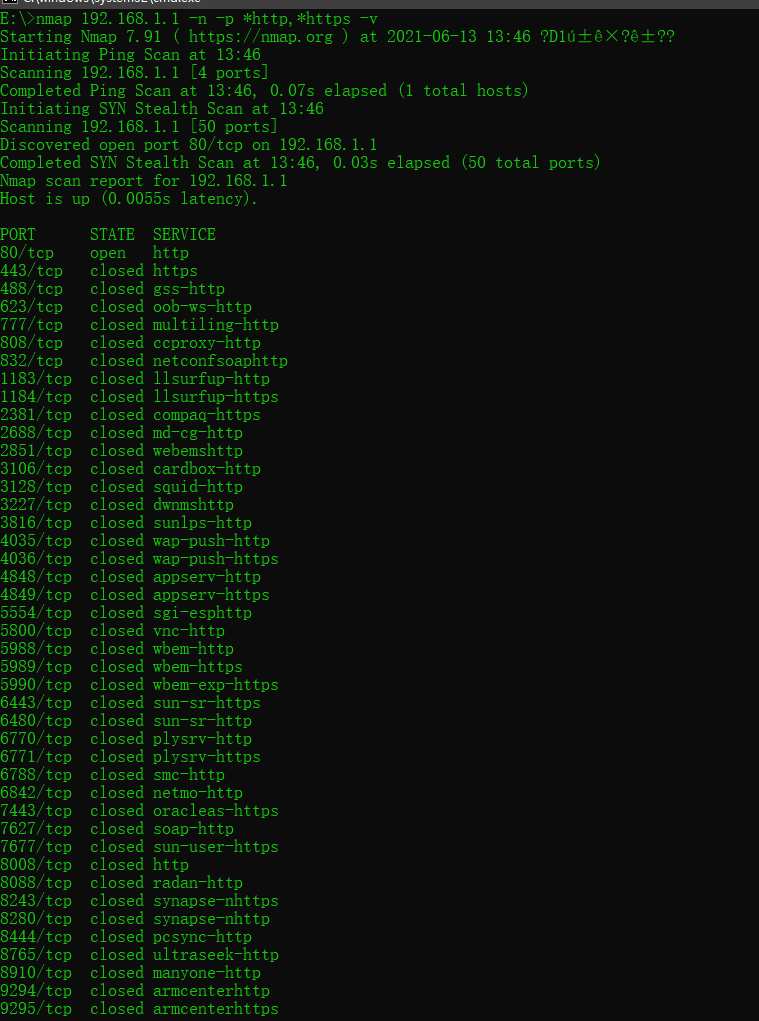 E:\>nmap 192.168.1.1 -n -p *http,*https -v
Starting Nmap 7.91 ( https://nmap.org ) at 2021-06-13 13:46 ?D1ú±ê×?ê±??
Initiating Ping Scan at 13:46
Scanning 192.168.1.1 [4 ports]
Completed Ping Scan at 13:46, 0.07s elapsed (1 total hosts)
Initiating SYN Stealth Scan at 13:46
Scanning 192.168.1.1 [50 ports]
Discovered open port 80/tcp on 192.168.1.1
Completed SYN Stealth Scan at 13:46, 0.03s elapsed (50 total ports)
Nmap scan report for 192.168.1.1
Host is up (0.0055s latency).
PORT STATE SERVICE
80/tcp open http
443/tcp closed https
488/tcp closed gss-http
623/tcp closed oob-ws-http
777/tcp closed multiling-http
808/tcp closed ccproxy-http
832/tcp closed netconfsoaphttp
1183/tcp closed llsurfup-http
1184/tcp closed llsurfup-https
2381/tcp closed compaq-https
2688/tcp closed md-cg-http
2851/tcp closed webemshttp
3106/tcp closed cardbox-http
3128/tcp closed squid-http
3227/tcp closed dwnmshttp
3816/tcp closed sunlps-http
4035/tcp closed wap-push-http
4036/tcp closed wap-push-https
4848/tcp closed appserv-http
4849/tcp closed appserv-https
5554/tcp closed sgi-esphttp
5800/tcp closed vnc-http
5988/tcp closed wbem-http
5989/tcp closed wbem-https
5990/tcp closed wbem-exp-https
6443/tcp closed sun-sr-https
6480/tcp closed sun-sr-http
6770/tcp closed plysrv-http
6771/tcp closed plysrv-https
6788/tcp closed smc-http
6842/tcp closed netmo-http
7443/tcp closed oracleas-https
7627/tcp closed soap-http
7677/tcp closed sun-user-https
8008/tcp closed http
8088/tcp closed radan-http
8243/tcp closed synapse-nhttps
8280/tcp closed synapse-nhttp
8444/tcp closed pcsync-http
8765/tcp closed ultraseek-http
8910/tcp closed manyone-http
9294/tcp closed armcenterhttp
9295/tcp closed armcenterhttps